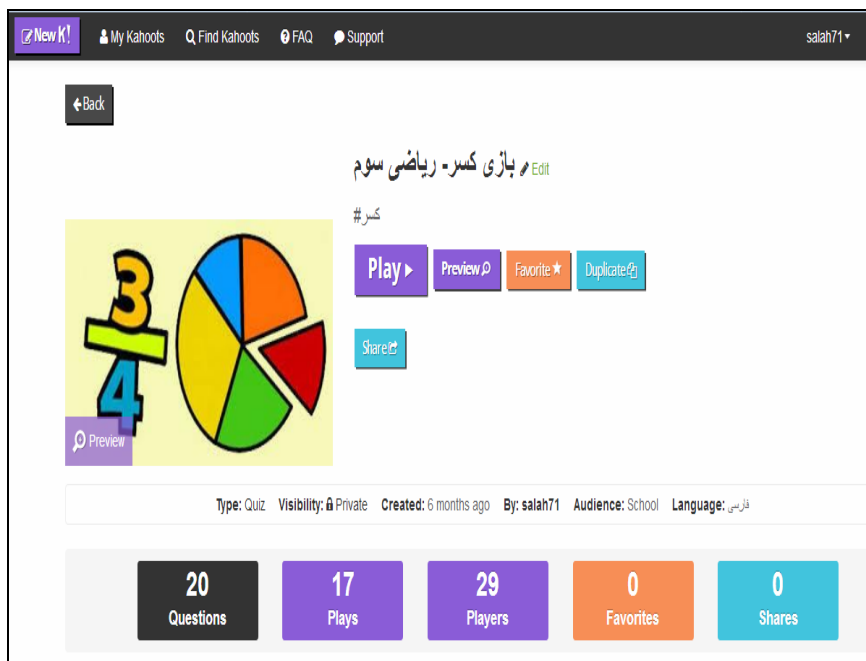 New K! My Kahoots Find Kahoots FAQ Support salah71
Back
بازی کسر- ریاضی سوم Edit
#کسر
Play Preview Favorite Duplicate
Share
3
4
Preview
Type: Quiz Visibility: Private Created: 6 months ago By: salah71 Audience: School Language: فارسی
20 17 29 0 0
Questions Plays Players Favorites Shares